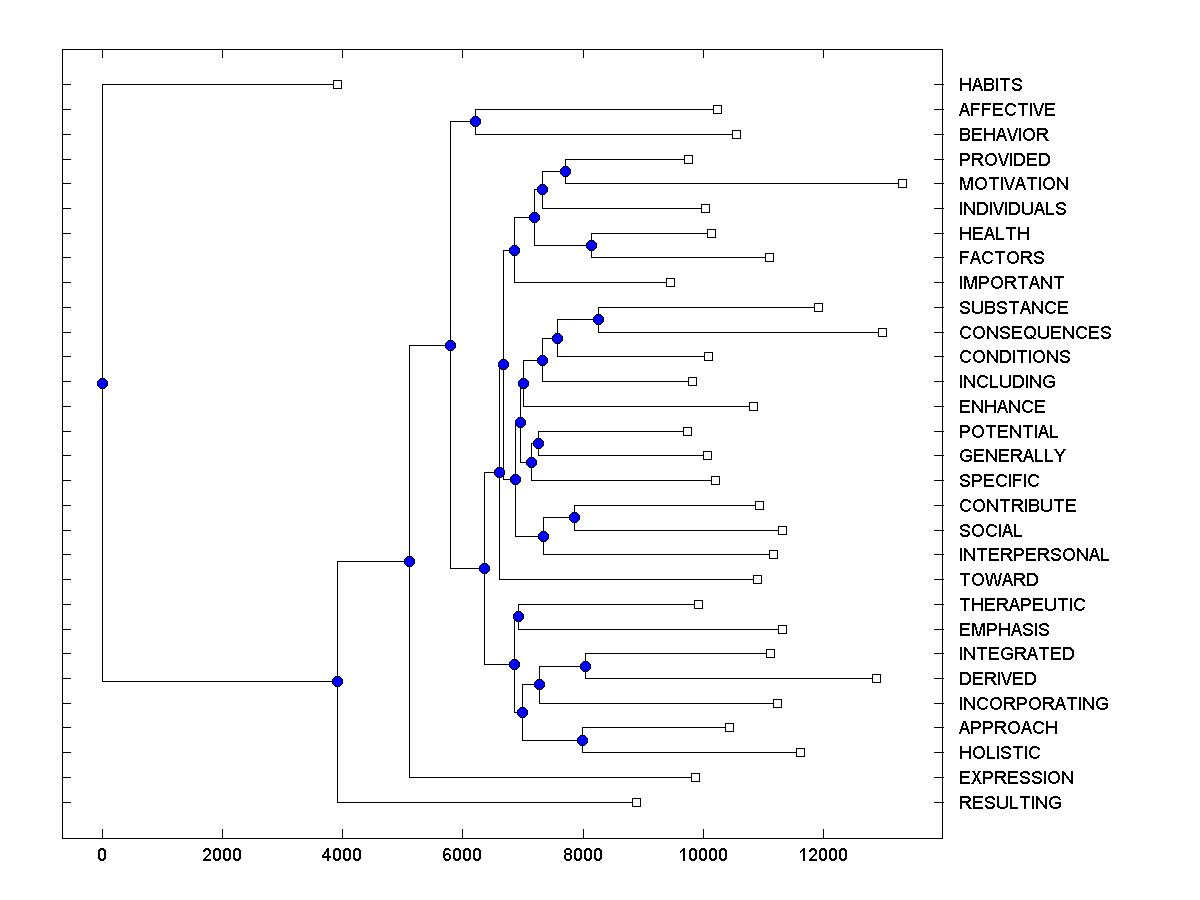 HABITS
AFFECTIVE
BEHAVIOR
PROVIDED
MOTIVATION
INDIVIDUALS
HEALTH
FACTORS
IMPORTANT
SUBSTANCE
CONSEQUENCES
CONDITIONS
INCLUDING
ENHANCE
POTENTIAL
GENERALLY
SPECIFIC
CONTRIBUTE
SOCIAL
INTERPERSONAL
TOWARD
THERAPEUTIC
EMPHASIS
INTEGRATED
DERIVED
INCORPORATING
APPROACH
HOLISTIC
EXPRESSION
RESULTING
0 2000 4000 6000 8000 10000 12000